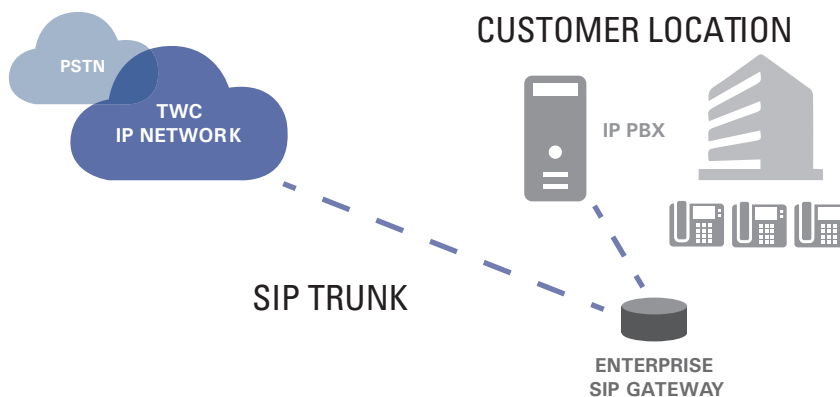 CUSTOMER LOCATION
PSTN
TWC
IP NETWORK
IP PBX
SIP TRUNK
ENTERPRISE
SIP GATEWAY